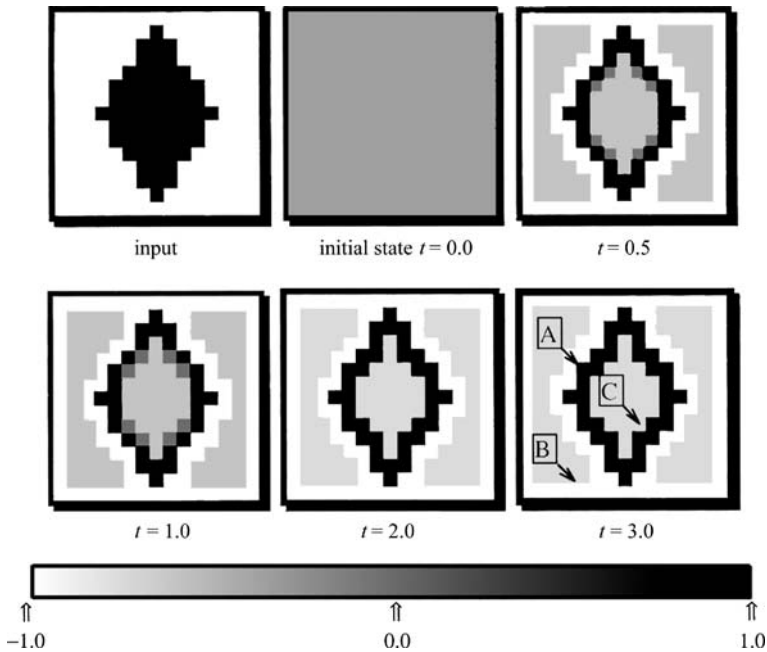 input
initial state t = 0.0
t = 0.5
A
C
B
t = 1.0
t = 2.0
t = 3.0
⇑ ⇑ ⇑
−1.0 0.0 1.0